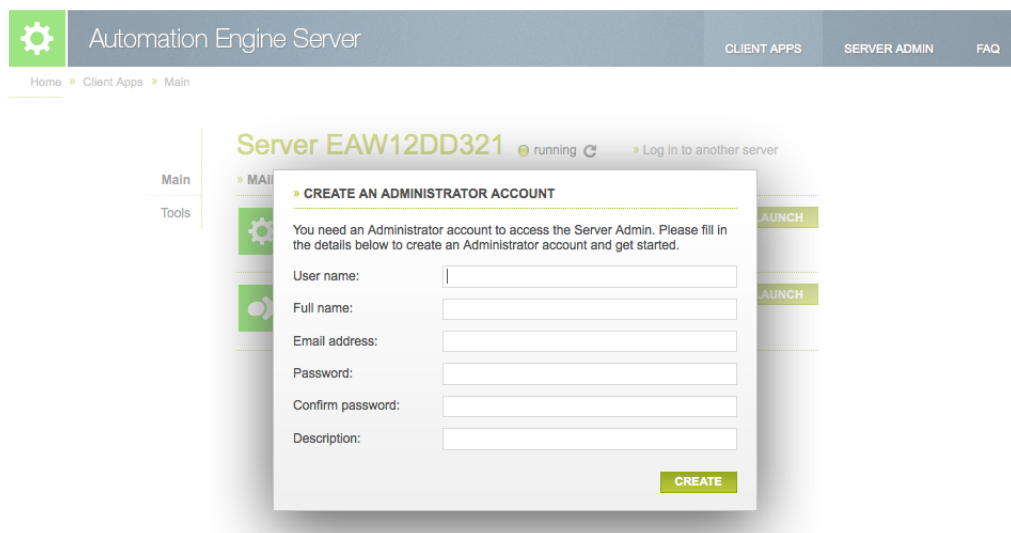 Automation Engine Server
CLIENT APPS SERVER ADMIN FAQ
Home » Client Apps » Main
Server EAW12DD321 running » Log in to another server
Main
» MAI
Tools
» CREATE AN ADMINISTRATOR ACCOUNT
You need an Administrator account to access the Server Admin. Please fill in
the details below to create an Administrator account and get started.
User name:
Full name:
Email address:
Password:
Confirm password:
Description:
CREATE
LAUNCH
LAUNCH